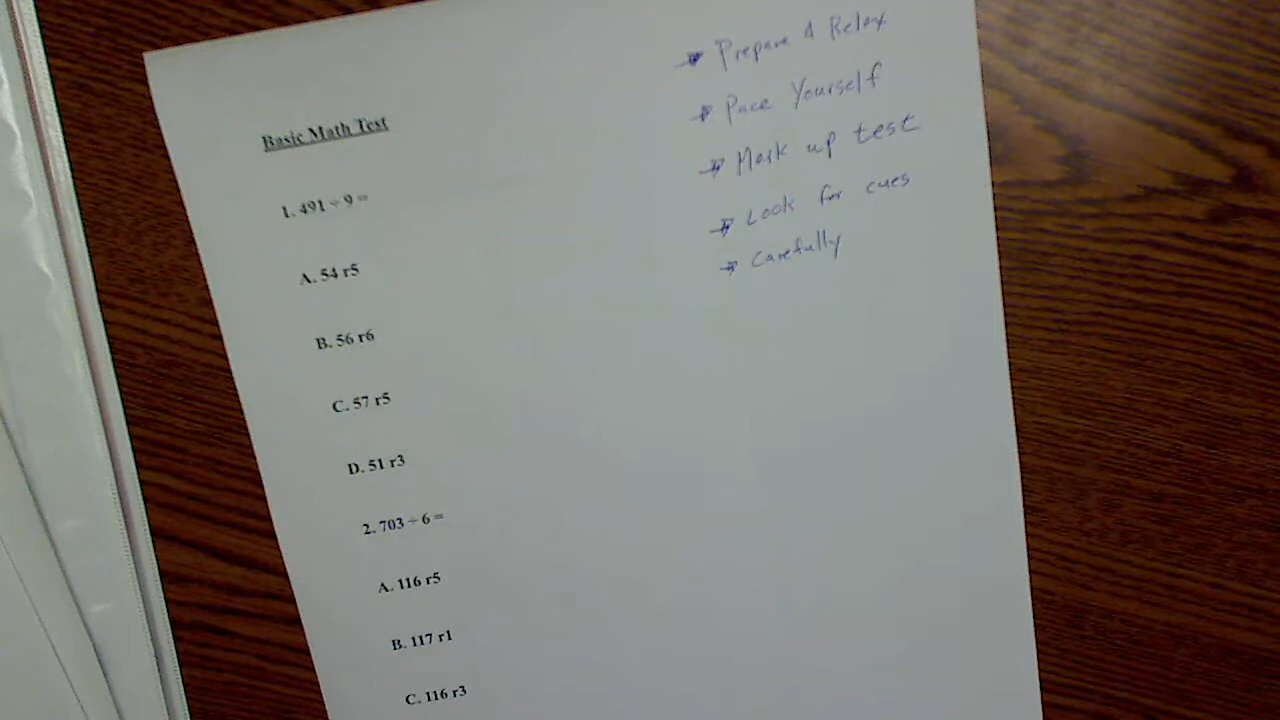 Basic Math Test
1. 491 ÷ 9 =
A. 54 r5
B. 56 r6
C. 57 r5
D. 51 r3
2. 703 ÷ 6 =
A. 116 r5
B. 117 r1
C. 116 r3
→ Prepare & Relax
→ Pace Yourself
→ Mark up test
→ Look for cues
→ Carefully